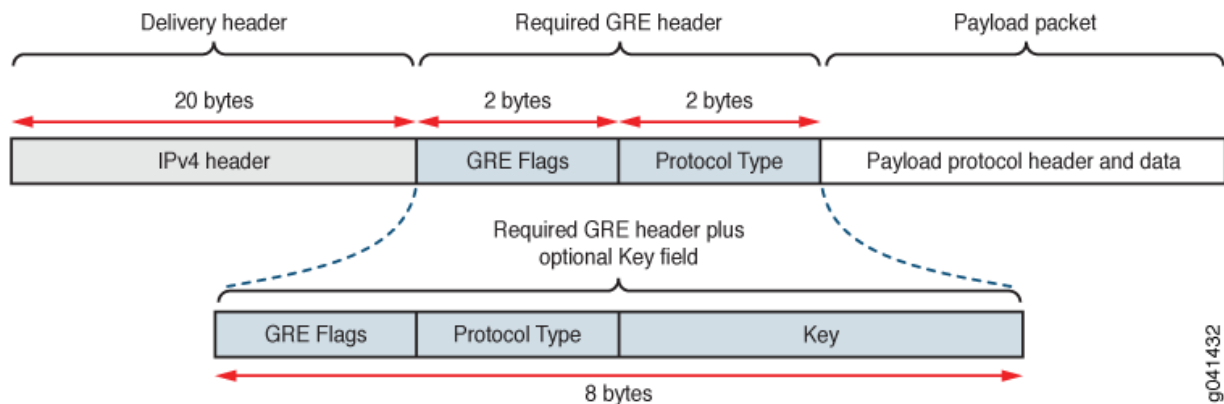 Delivery header
Required GRE header
Payload packet
20 bytes
2 bytes
2 bytes
IPv4 header
GRE Flags
Protocol Type
Payload protocol header and data
Required GRE header plus
optional Key field
GRE Flags
Protocol Type
Key
8 bytes
g041432